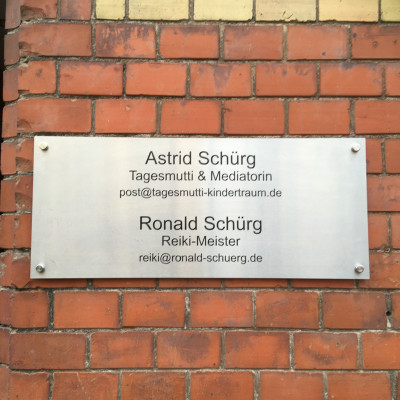 Astrid Schürg
Tagesmutti & Mediatorin
post@tagesmutti-kindertraum.de
Ronald Schürg
Reiki-Meister
reiki@ronald-schuerg.de